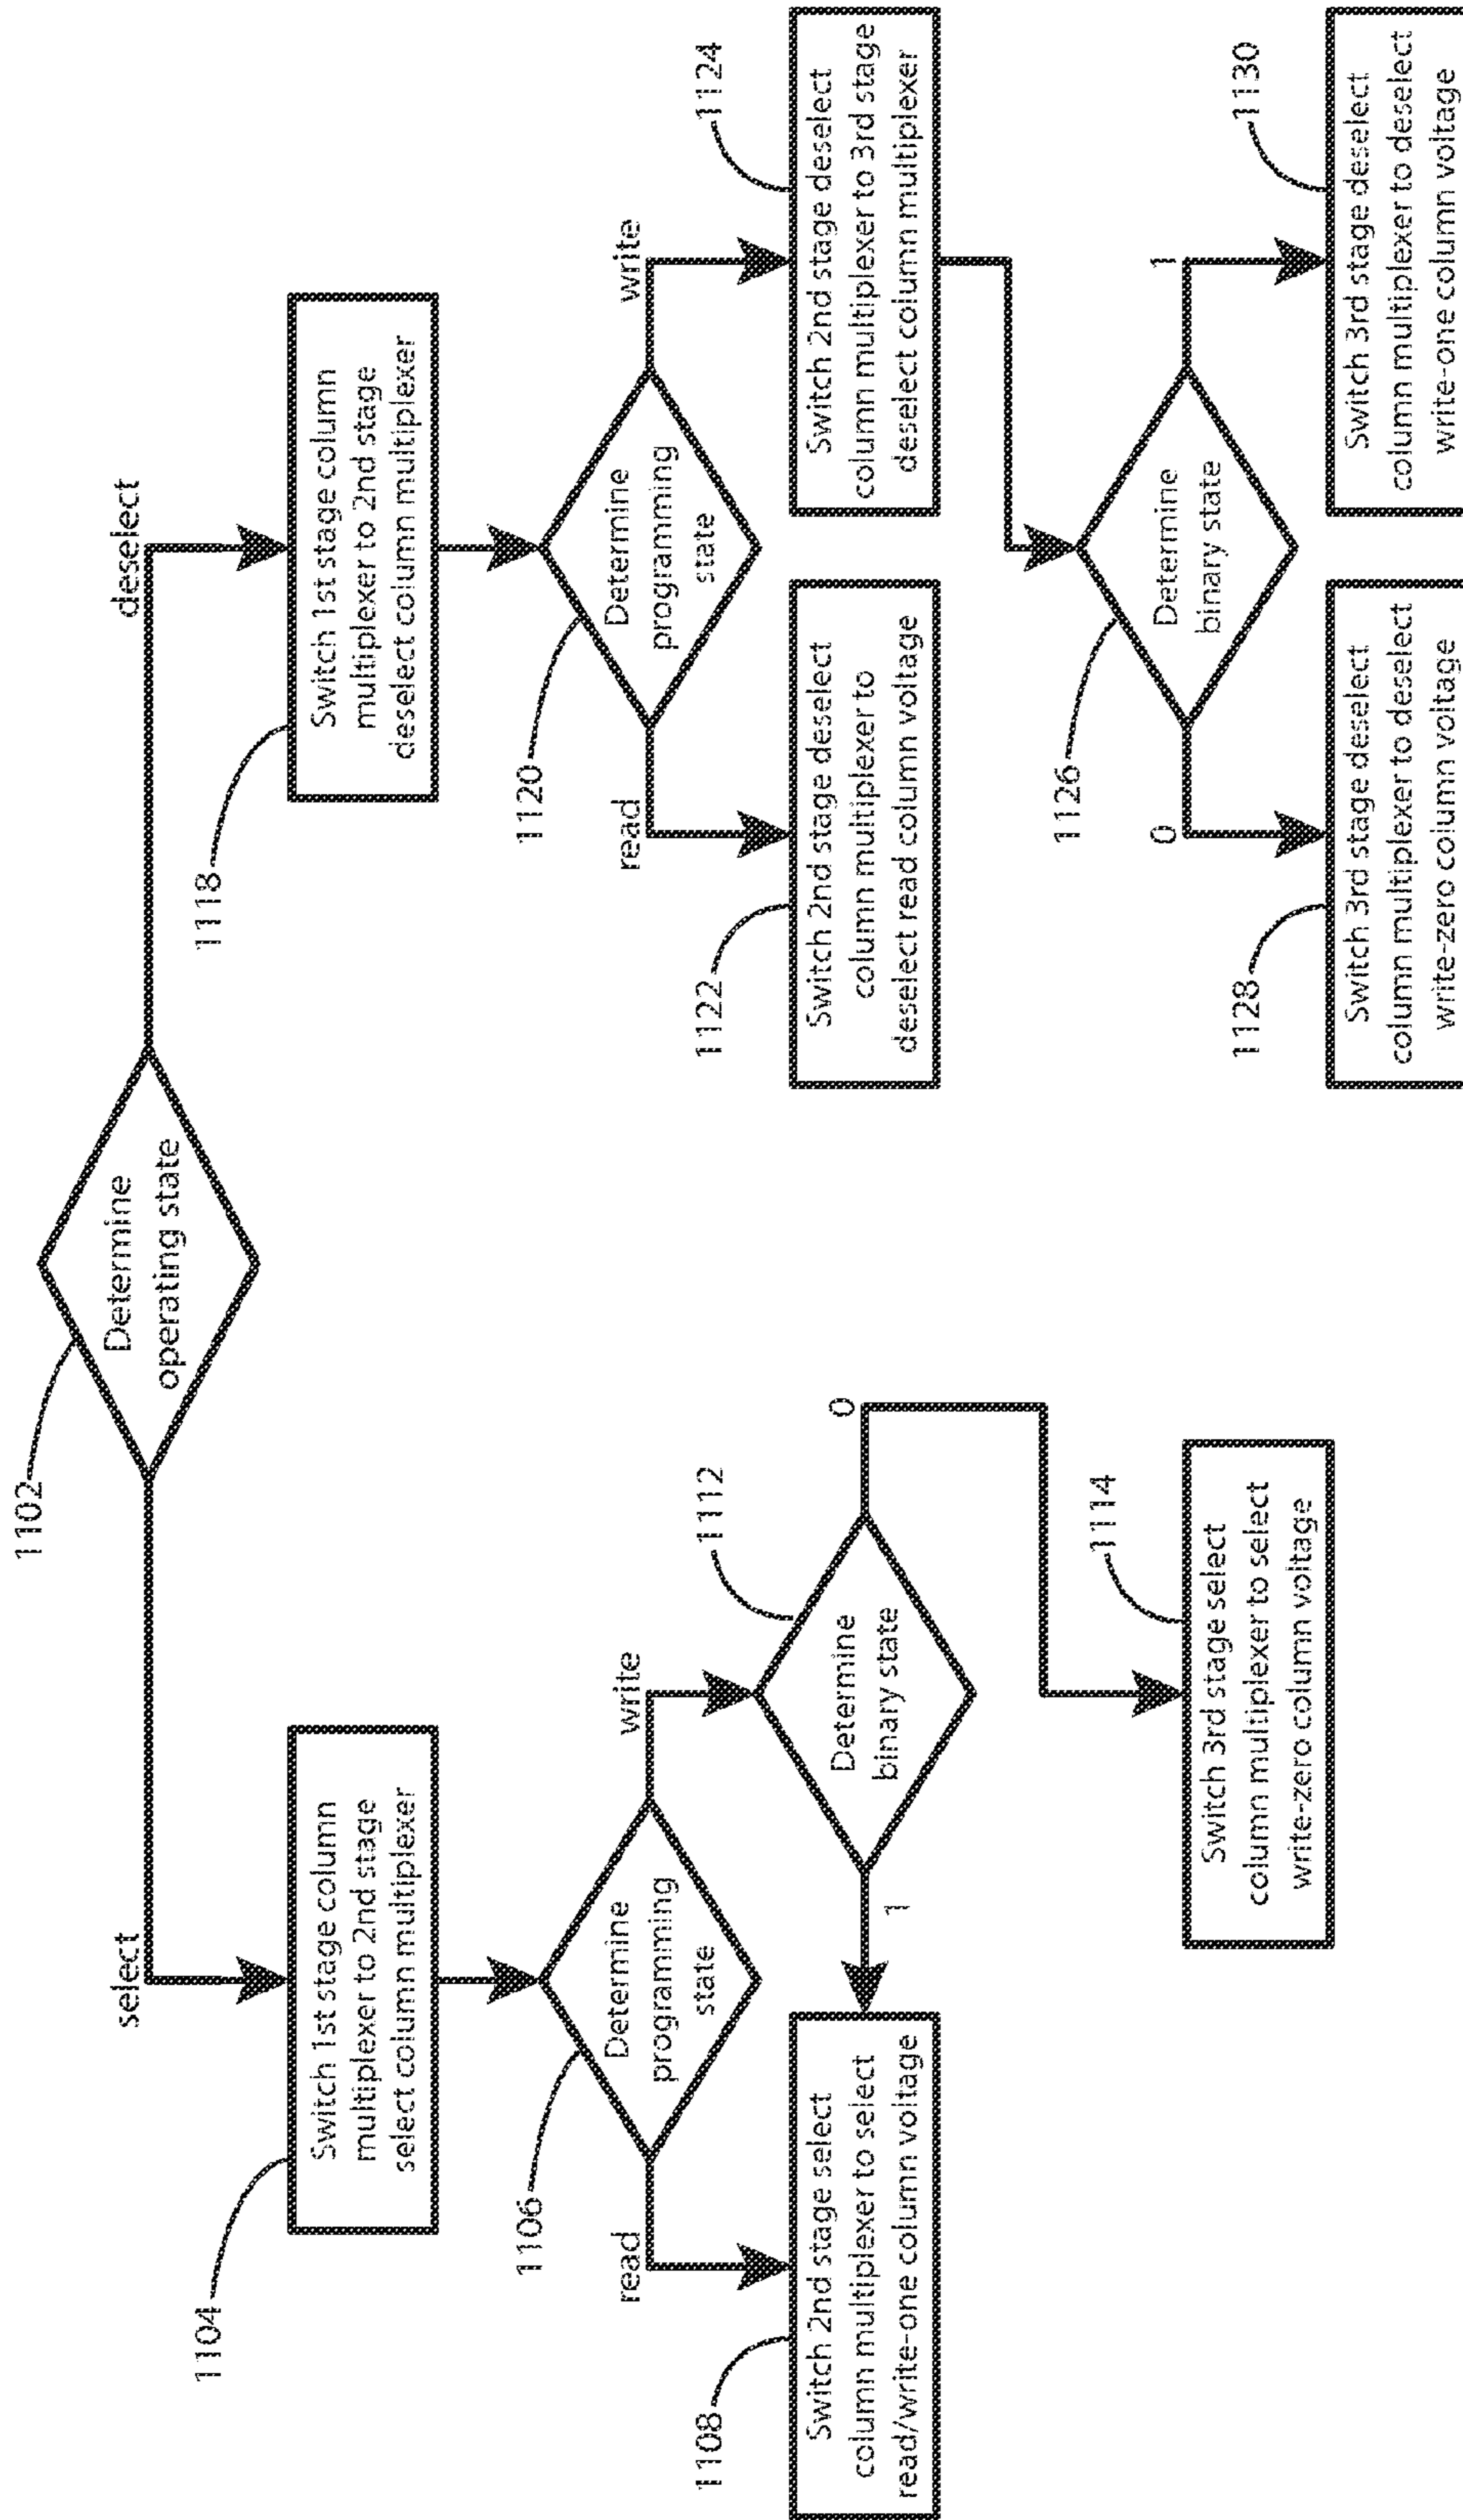 1102
Determine
operating state
select
deselect
1104
Switch 1st stage column
multiplexer to 2nd stage
select column multiplexer
1118
Switch 1st stage column
multiplexer to 2nd stage
deselect column multiplexer
1106
Determine
programming
state
read
write
1120
Determine
programming
state
read
write
1108
Switch 2nd stage select
column multiplexer to select
read/write-one column voltage
1112
Determine
binary state
1
0
1122
Switch 2nd stage deselect
column multiplexer to
deselect read column voltage
1124
Switch 2nd stage deselect
column multiplexer to 3rd stage
deselect column multiplexer
1114
Switch 3rd stage select
column multiplexer to select
write-zero column voltage
1126
Determine
binary state
0
1
1128
Switch 3rd stage deselect
column multiplexer to deselect
write-zero column voltage
1130
Switch 3rd stage deselect
column multiplexer to deselect
write-one column voltage